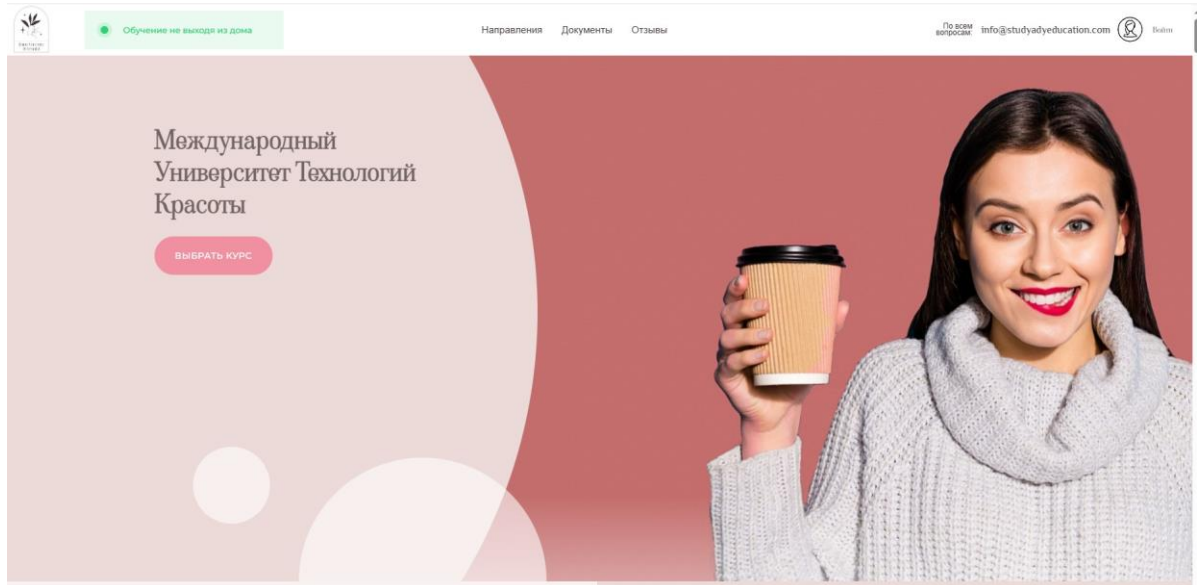 Обучение не выходя из дома
Направления Документы Отзывы
По всем
вопросам:
info@studyadyeducation.com
Войти
Международный
Университет Технологий
Красоты
ВЫБРАТЬ КУРС